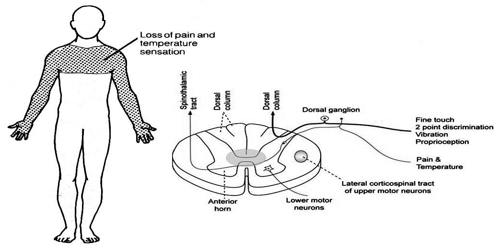 Loss of pain and
temperature
sensation
Spinothalamic
tract
Dorsal
column
Dorsal
column
Dorsal ganglion
Fine touch
2 point discrimination
Vibration
Proprioception
Pain &
Temperature
Lateral corticospinal tract
of upper motor neurons
Anterior
horn
Lower motor
neurons